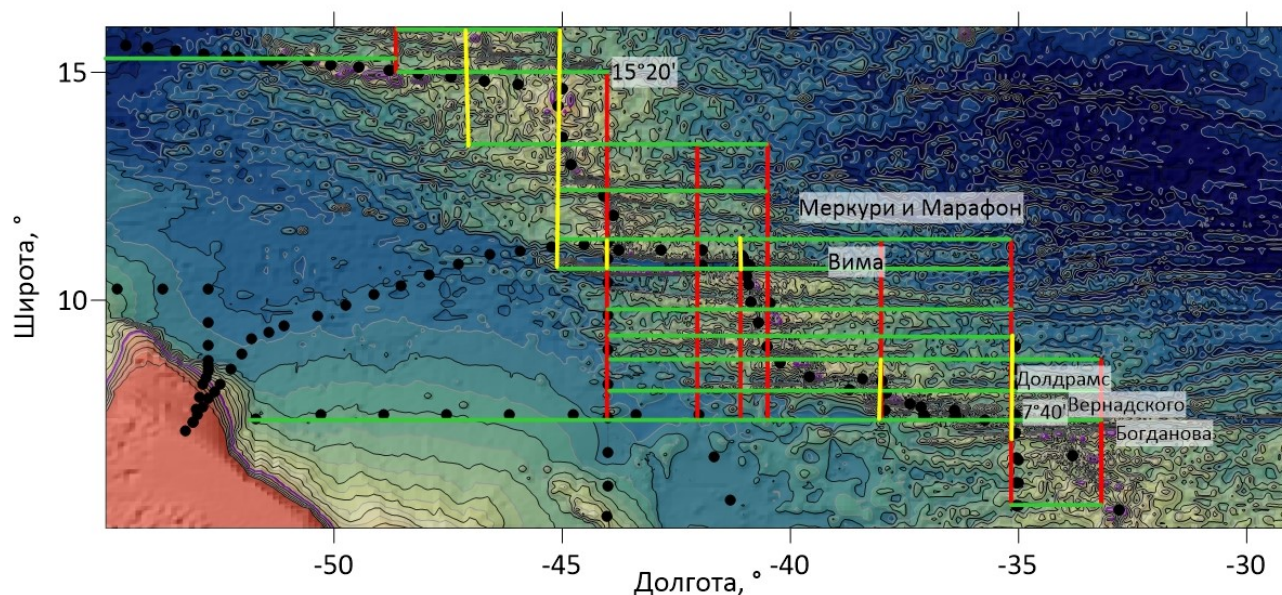 15
15°20'
Меркури и Марафон
Вима
10
Широта, °
Долдрамс
7°40'
Вернадского
Богданова
-50
-45
-40
-35
-30
Долгота, °